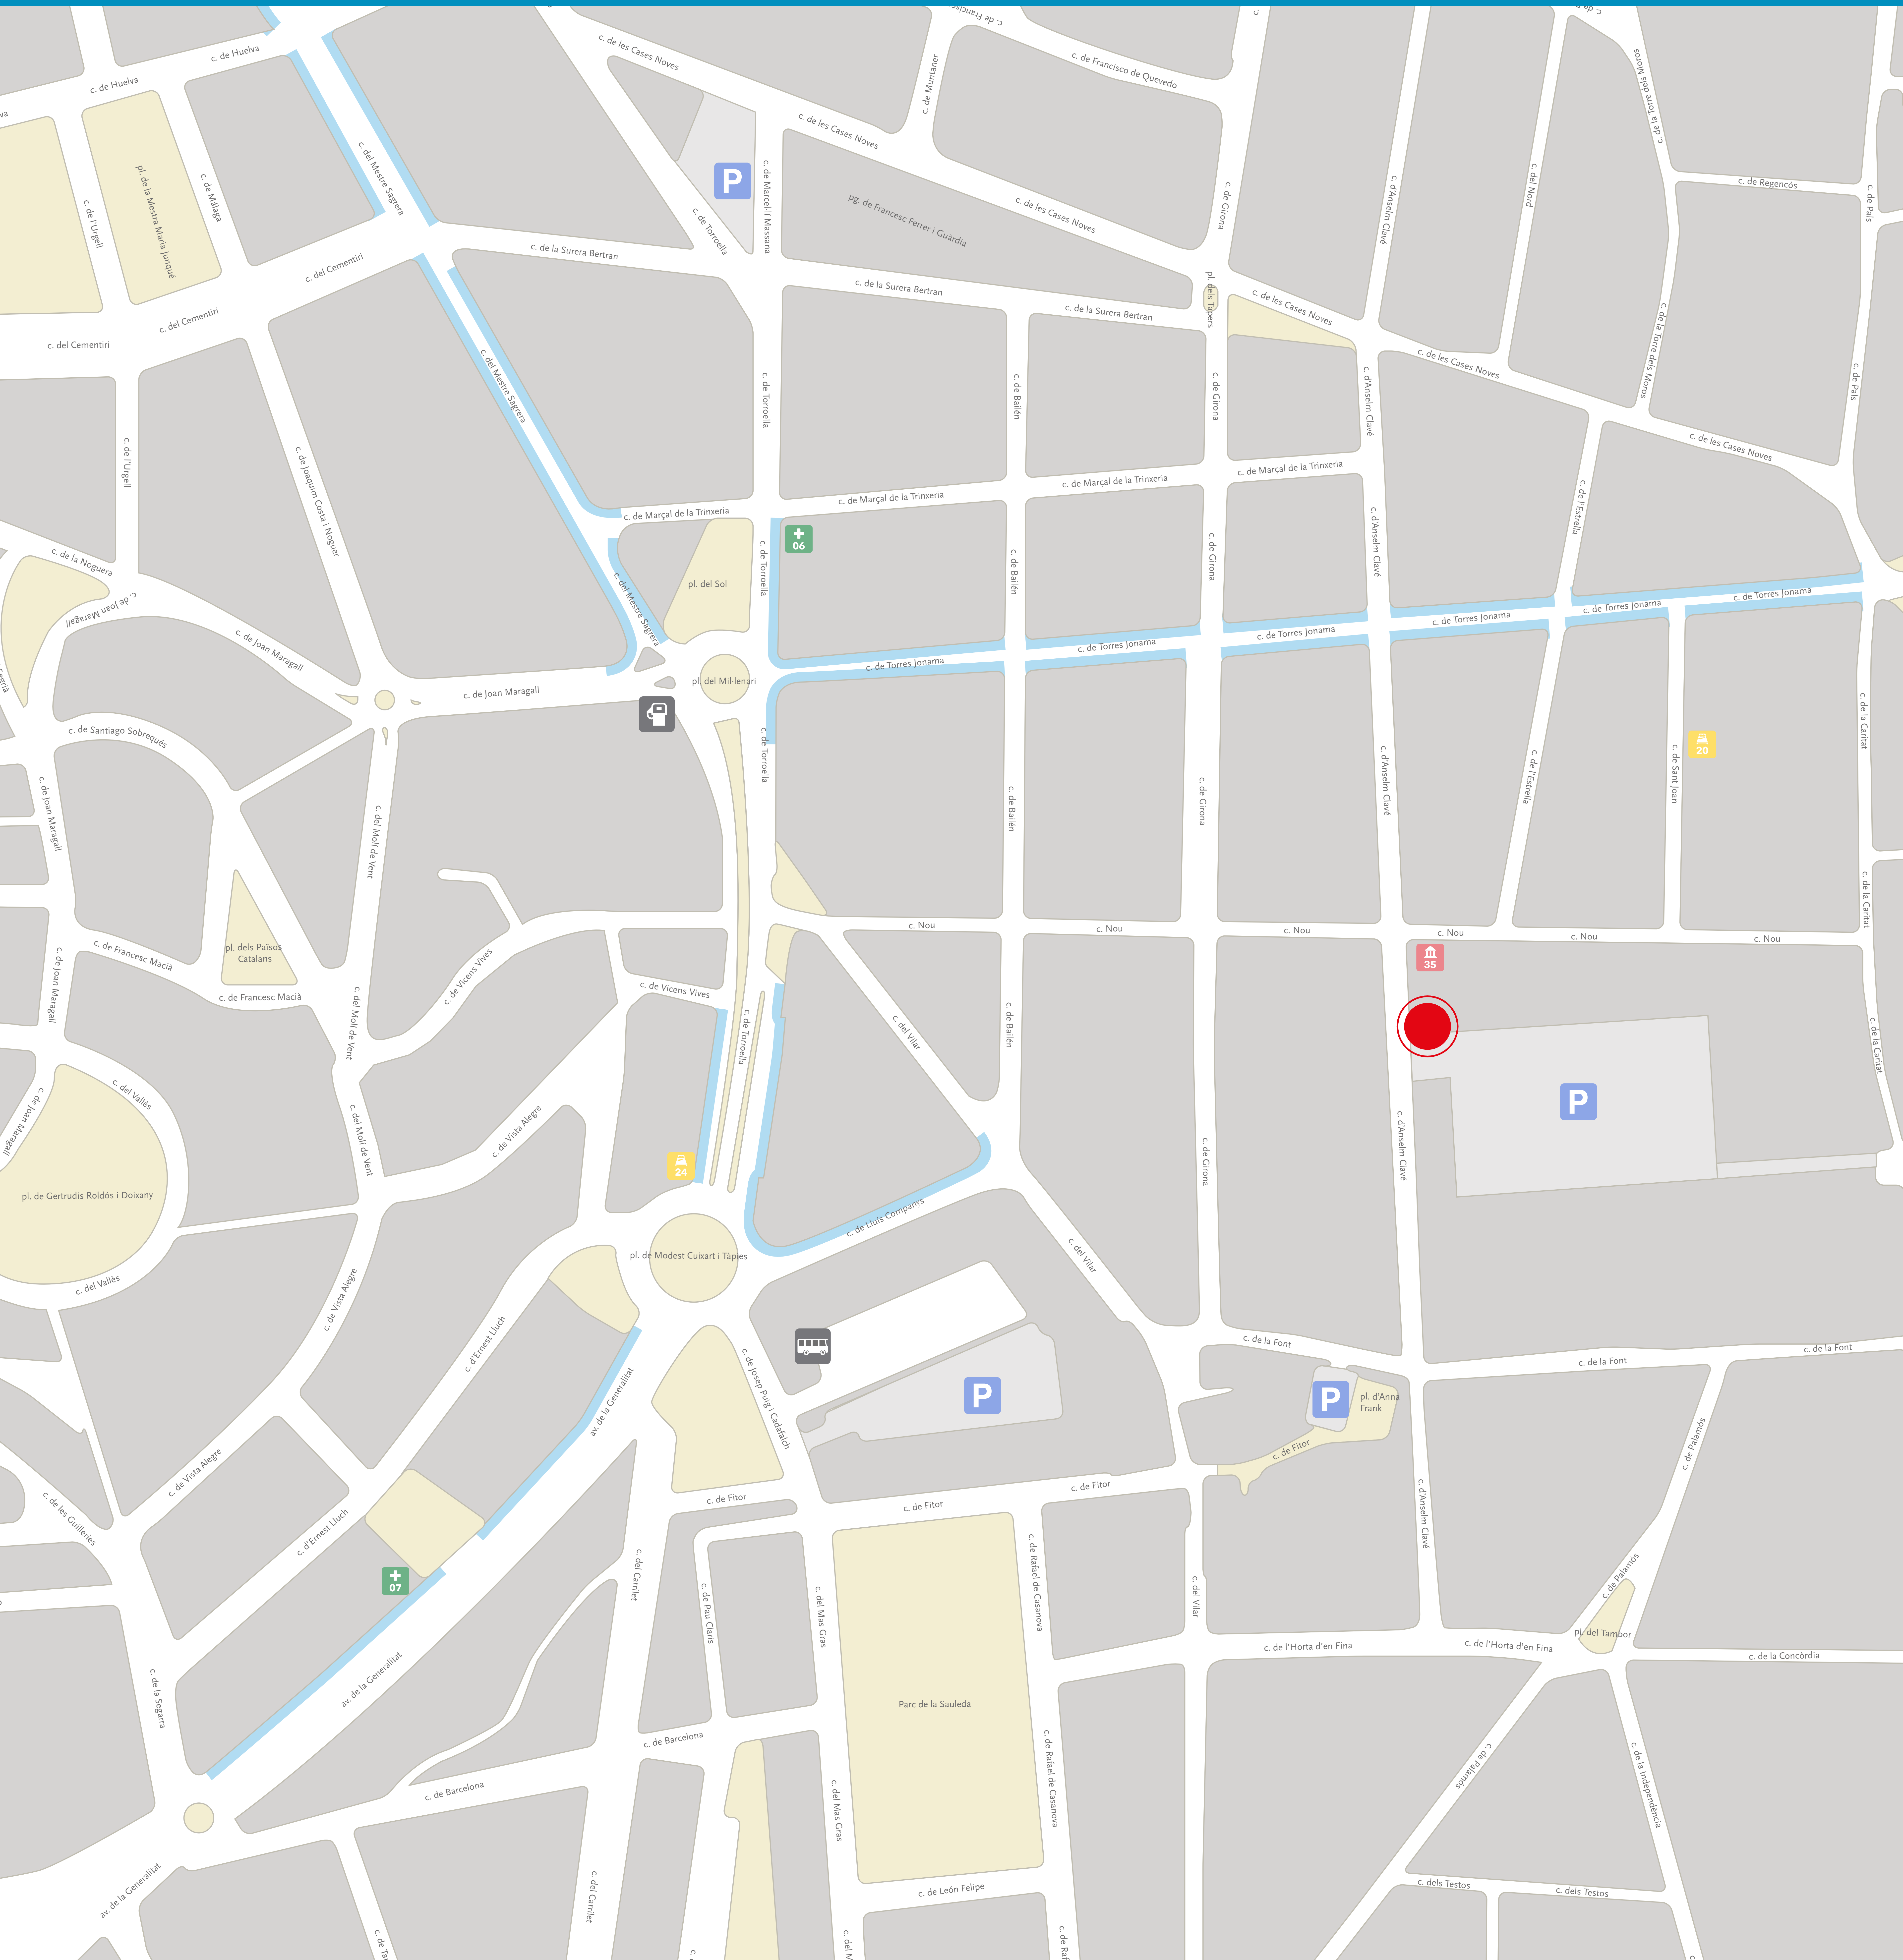 c. de Francisc
c. de Huelva
c. de les Cases Noves
c. de Muntaner
c. de Francisco de Quevedo
c. de la Torre dels Moros
c. de Huelva
c. de les Cases Noves
c. del Mestre Sagrera
pl. de la Mestra Maria Junqué
c. de Màlaga
P
c. de Marcel·lí Massana
c. de Regencós
c. de l'Urgell
c. de Torroella
Pg. de Francesc Ferrer i Guàrdia
c. de les Cases Noves
c. de Girona
c. d'Anselm Clavé
c. del Nord
c. de Pals
c. del Cementiri
c. de la Surera Bertran
c. de la Surera Bertran
c. de la Surera Bertran
pl. dels Tapers
c. de les Cases Noves
c. del Cementiri
c. del Cementiri
c. de les Cases Noves
c. de la Torre dels Moros
c. de Pals
c. del Mestre Sagrera
c. de Torroella
c. de Bailén
c. de Girona
c. d'Anselm Clavé
c. de les Cases Noves
c. de l'Urgell
c. de Joaquim Costa i Noguer
c. de Marçal de la Trinxeria
c. de Marçal de la Trinxeria
c. de Marçal de la Trinxeria
c. de Marçal de la Trinxeria
c. de l'Estrella
06
c. de la Noguera
c. de Joan Maragall
c. de Joan Maragall
c. del Mestre Sagrera
pl. del Sol
c. de Torroella
c. de Bailén
c. de Girona
c. d'Anselm Clavé
c. de Torres Jonama
c. de Torres Jonama
c. de Torres Jonama
c. de Torres Jonama
c. de Torres Jonama
c. de Torres Jonama
c. de Joan Maragall
pl. del Mil·lenari
c. de Santiago Sobrequés
c. de Torroella
c. de Joan Maragall
c. del Molí de Vent
c. de Bailén
c. de Girona
c. d'Anselm Clavé
c. de l'Estrella
c. de Sant Joan
20
c. de la Caritat
c. Nou
c. Nou
c. Nou
c. Nou
c. Nou
c. Nou
c. de la Caritat
c. de Francesc Macià
pl. dels Països
Catalans
c. de Francesc Macià
c. de Joan Maragall
c. del Molí de Vent
c. de Vicens Vives
c. de Vicens Vives
c. de Torroella
c. del Vilar
c. de Bailén
35
c. de la Caritat
c. del Vallès
c. de Joan Maragall
c. del Molí de Vent
c. de Vista Alegre
24
c. de Girona
c. d'Anselm Clavé
P
pl. de Gertrudis Roldós i Doixany
c. de Lluís Companys
pl. de Modest Cuixart i Tàpies
c. del Vilar
c. del Vallès
c. de Vista Alegre
c. d'Ernest Lluch
c. de la Font
c. de la Font
c. de la Font
av. de la Generalitat
c. de Josep Puig i Cadafalch
P
P
pl. d'Anna
Frank
c. de Fitor
c. de Palamós
c. de Vista Alegre
c. de les Guilleries
c. d'Ernest Lluch
c. de Fitor
c. de Fitor
c. de Fitor
c. d'Anselm Clavé
07
c. del Carrilet
c. de Pau Claris
c. del Mas Gras
c. de Rafael de Casanova
c. del Vilar
c. de Palamós
pl. del Tambor
c. de l'Horta d'en Fina
c. de l'Horta d'en Fina
c. de la Concòrdia
c. de la Segarra
av. de la Generalitat
Parc de la Sauleda
c. de Barcelona
c. de Barcelona
c. del Mas Gras
c. de Rafael de Casanova
c. de Palamós
c. de la Independència
av. de la Generalitat
c. del Carrilet
c. de León Felipe
c. dels Testos
c. dels Testos